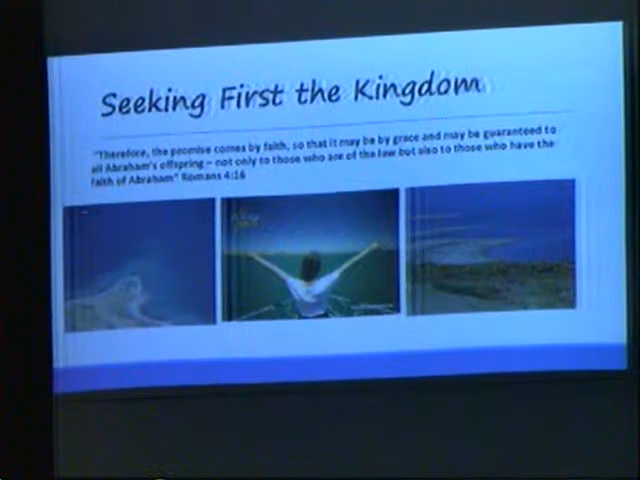 Seeking First the Kingdom
"Therefore, the promise comes by faith, so that it may be by grace and may be guaranteed to
all Abraham's offspring – not only to those who are of the law but also to those who have the
faith of Abraham" Romans 4:16